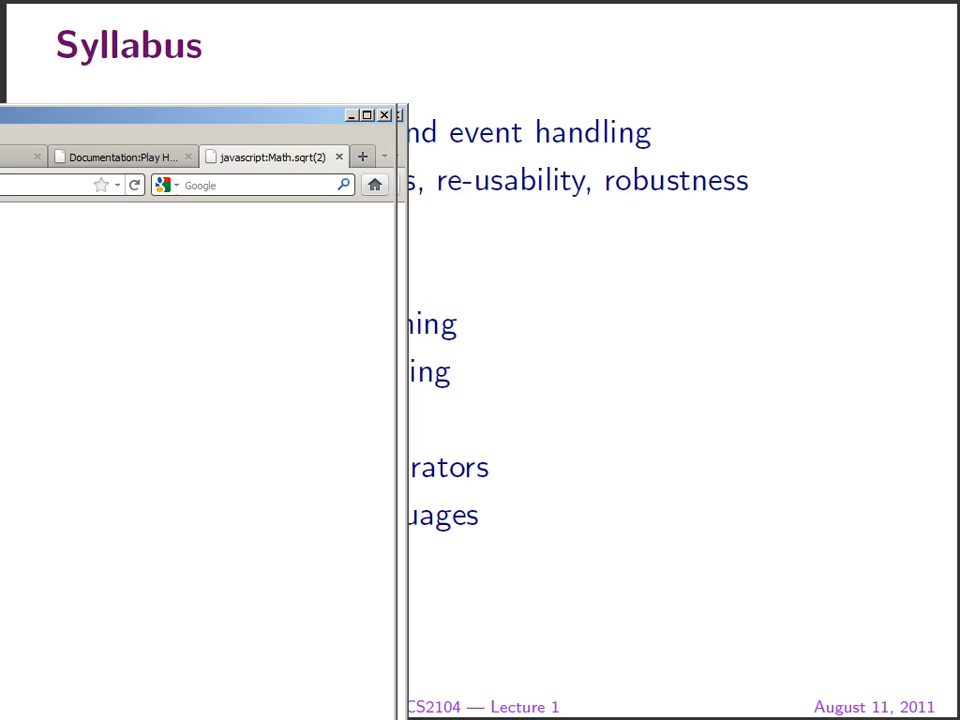 Syllabus
nd event handling
Documentation:Play H...
javascript:Math.sqrt(2)
Google
s, re-usability, robustness
ning
ing
rators
uages
CS2104 — Lecture 1
August 11, 2011